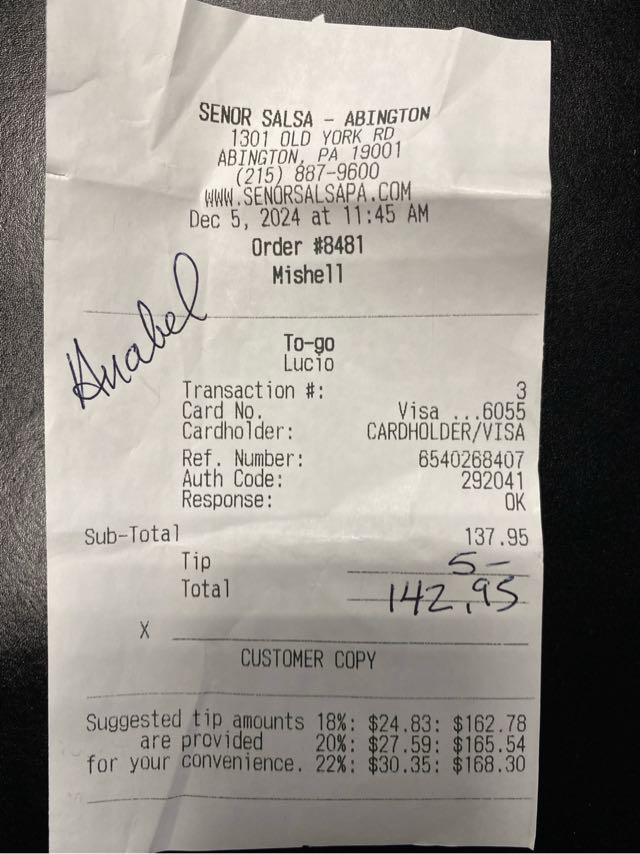 SENOR SALSA - ABINGTON
1301 OLD YORK RD
ABINGTON, PA 19001
(215) 887-9600
WWW.SENORSALSAPA.COM
Dec 5, 2024 at 11:45 AM
Order #8481
Mishell
Anabel
To-go
Lucio
Transaction #: 3
Card No. Visa ...6055
Cardholder: CARDHOLDER/VISA
Ref. Number: 6540268407
Auth Code: 292041
Response: OK
Sub-Total 137.95
Tip 5-
Total 142.95
X
CUSTOMER COPY
Suggested tip amounts 18%: $24.83: $162.78
are provided 20%: $27.59: $165.54
for your convenience. 22%: $30.35: $168.30